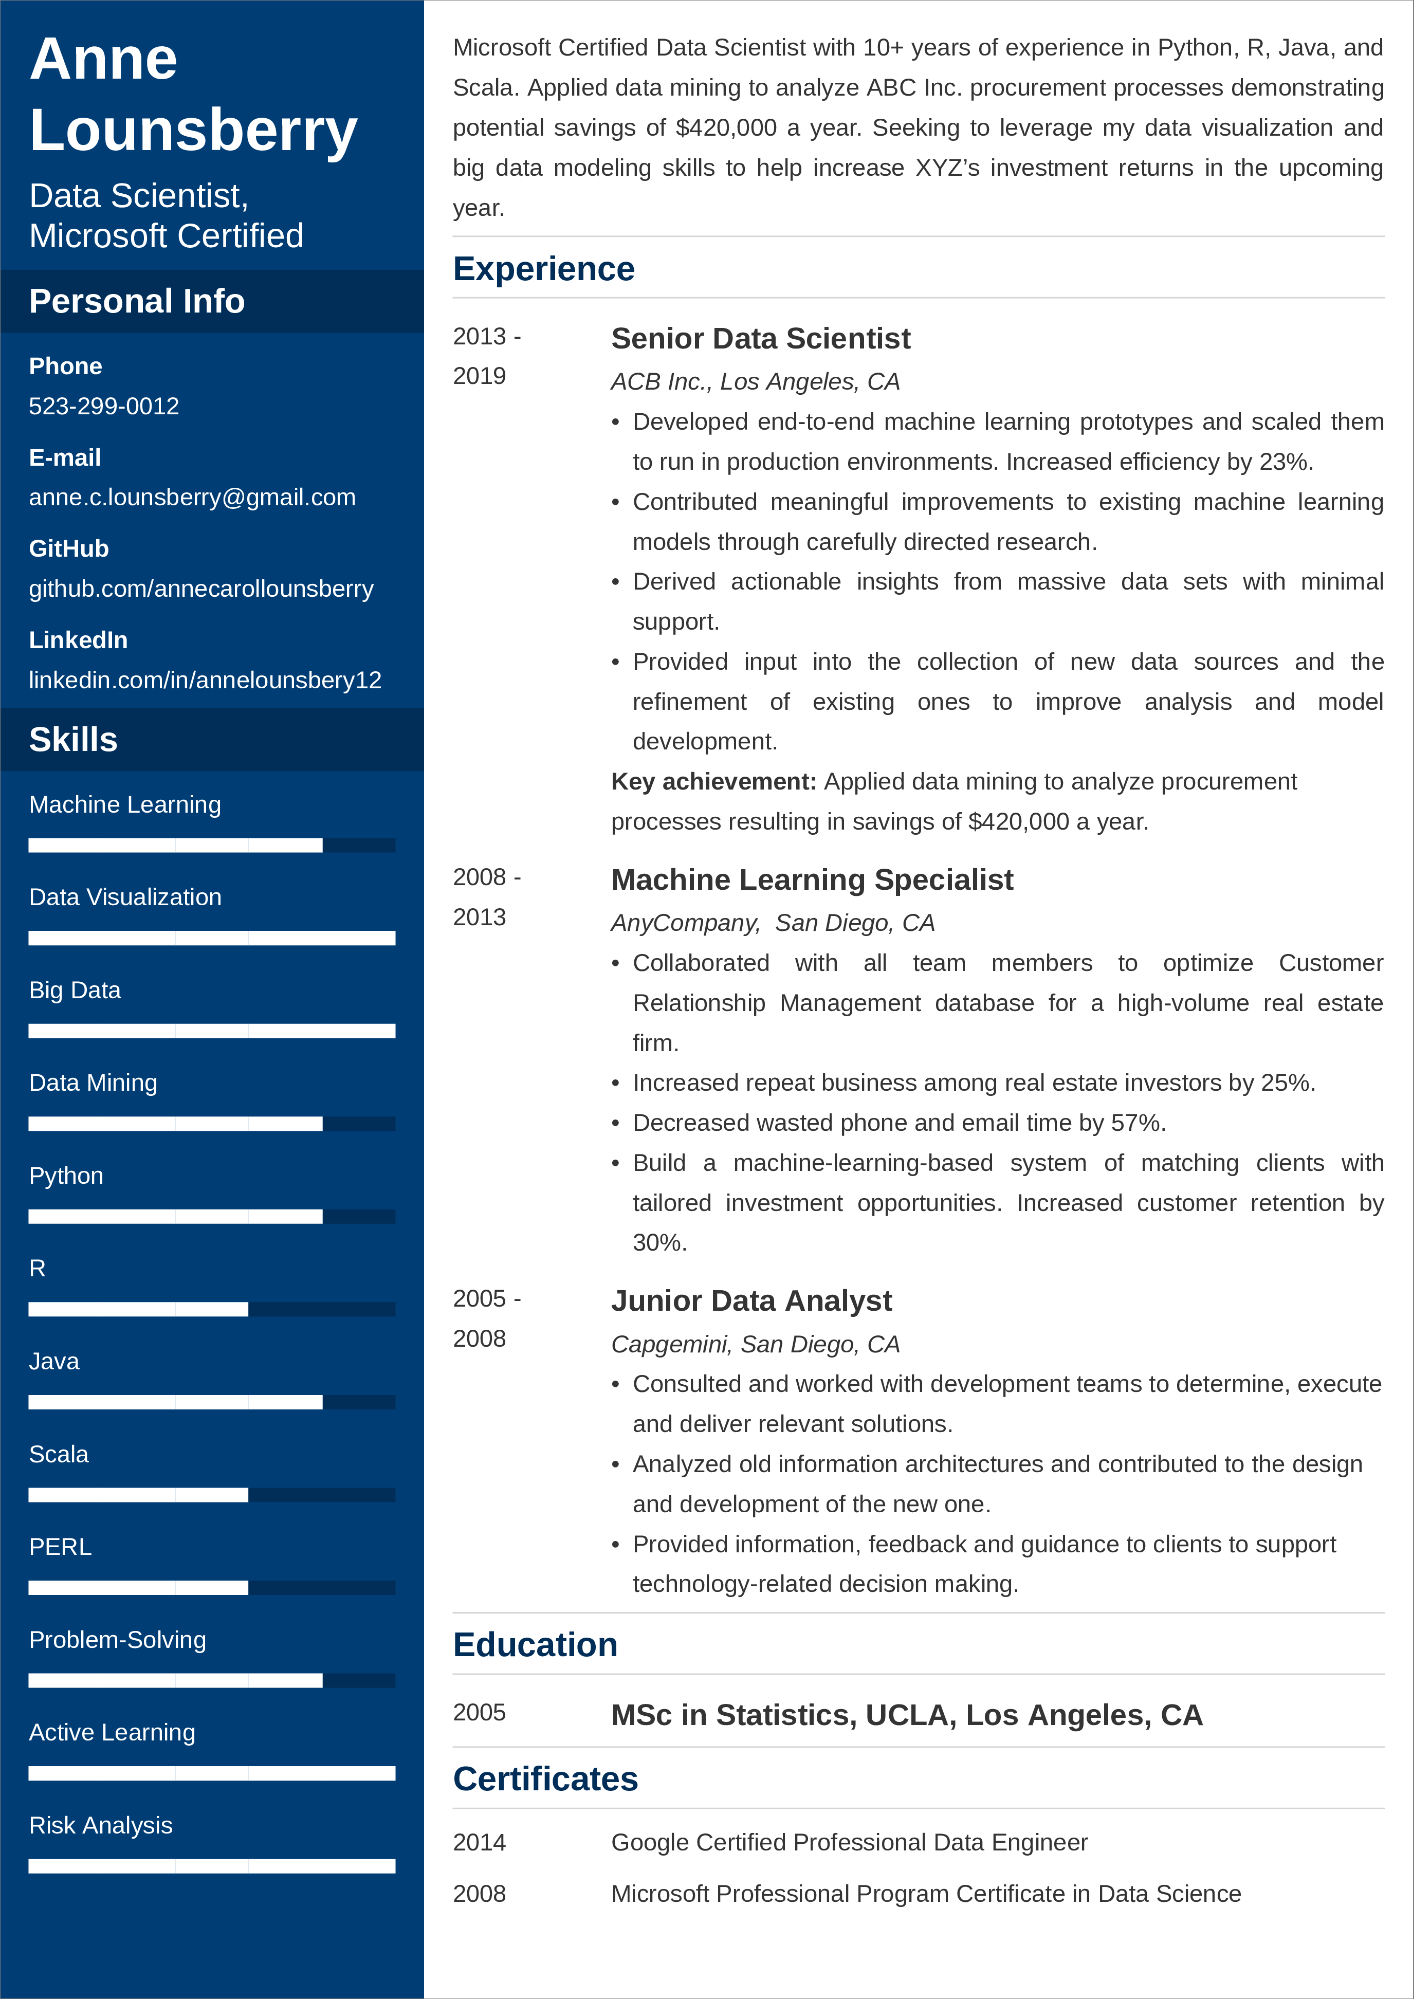 Anne
Lounsberry
Data Scientist,
Microsoft Certified
Personal Info
Phone
523-299-0012
E-mail
anne.c.lounsberry@gmail.com
GitHub
github.com/annecarollounsberry
LinkedIn
linkedin.com/in/annelounsbery12
Skills
Machine Learning
Data Visualization
Big Data
Data Mining
Python
R
Java
Scala
PERL
Problem-Solving
Active Learning
Risk Analysis
Microsoft Certified Data Scientist with 10+ years of experience in Python, R, Java, and
Scala. Applied data mining to analyze ABC Inc. procurement processes demonstrating
potential savings of $420,000 a year. Seeking to leverage my data visualization and
big data modeling skills to help increase XYZ’s investment returns in the upcoming
year.
Experience
2013 -
2019
Senior Data Scientist
ACB Inc., Los Angeles, CA
• Developed end-to-end machine learning prototypes and scaled them
to run in production environments. Increased efficiency by 23%.
• Contributed meaningful improvements to existing machine learning
models through carefully directed research.
• Derived actionable insights from massive data sets with minimal
support.
• Provided input into the collection of new data sources and the
refinement of existing ones to improve analysis and model
development.
Key achievement: Applied data mining to analyze procurement
processes resulting in savings of $420,000 a year.
2008 -
2013
Machine Learning Specialist
AnyCompany,  San Diego, CA
• Collaborated with all team members to optimize Customer
Relationship Management database for a high-volume real estate
firm.
• Increased repeat business among real estate investors by 25%.
• Decreased wasted phone and email time by 57%.
• Build a machine-learning-based system of matching clients with
tailored investment opportunities. Increased customer retention by
30%.
2005 -
2008
Junior Data Analyst
Capgemini, San Diego, CA
• Consulted and worked with development teams to determine, execute
and deliver relevant solutions.
• Analyzed old information architectures and contributed to the design
and development of the new one.
• Provided information, feedback and guidance to clients to support
technology-related decision making.
Education
2005
MSc in Statistics, UCLA, Los Angeles, CA
Certificates
2014
Google Certified Professional Data Engineer
2008
Microsoft Professional Program Certificate in Data Science